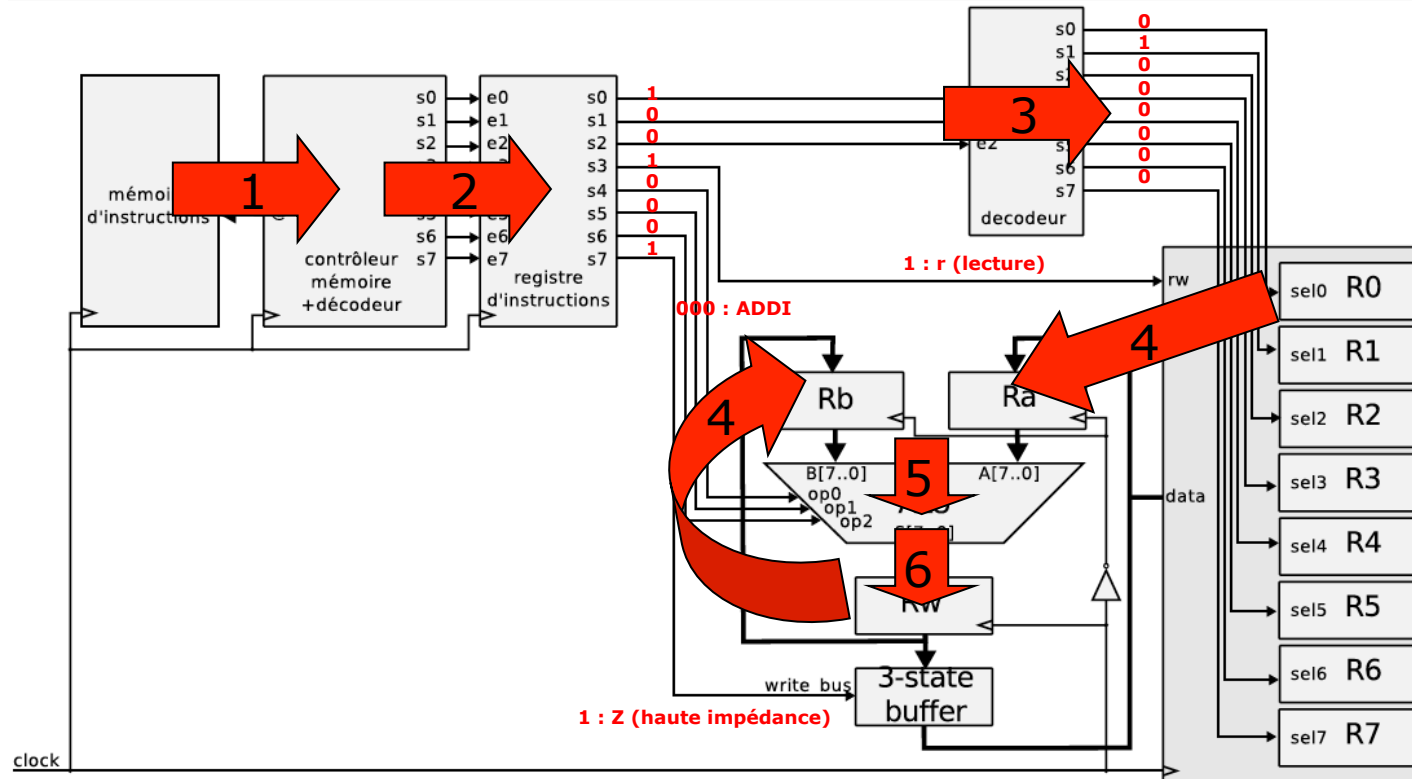 s0
s1
s2
s6
s7
contrôleur
mémoire
+décodeur
1
d'instructions
e0
e1
e2
e6
e7
2
s0
s1
s2
s3
s4
s5
s6
s7
registre
d'instructions
1
0
0
1
0
0
0
1
s0
s1
e2
s6
s7
decodeur
3
0
1
0
0
0
0
0
0
1 : r (lecture)
000 : ADDI
rw
data
sel0 R0
sel1 R1
sel2 R2
sel3 R3
sel4 R4
sel5 R5
sel6 R6
sel7 R7
4
Rb
Ra
4
B[7..0]
A[7..0]
op0
op1
op2
5
6
Rw
write bus
3-state
buffer
1 : Z (haute impédance)
clock